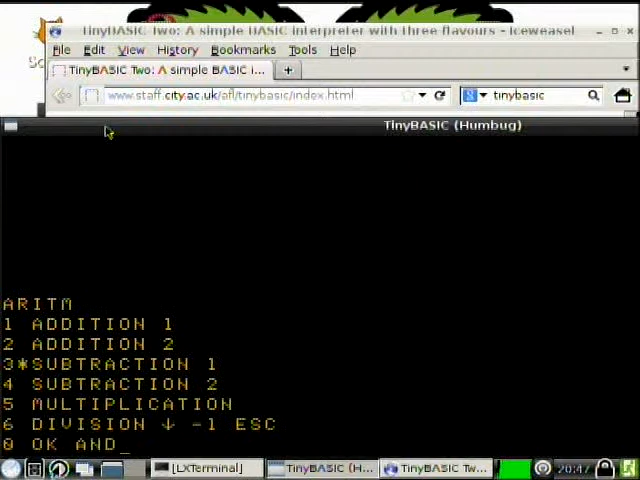 TinyBASIC Two: A simple BASIC interpreter with three flavours - Iceweasel
File Edit View History Bookmarks Tools Help
TinyBASIC Two: A simple BASIC i...
www.staff.city.ac.uk/afl/tinybasic/index.html tinybasic
TinyBASIC (Humbug)
ARITM
1 ADDITION 1
2 ADDITION 2
3*SUBTRACTION 1
4 SUBTRACTION 2
5 MULTIPLICATION
6 DIVISION ↓ -1 ESC
0 OK AND_
[LXTerminal] TinyBASIC (H... TinyBASIC Tw... 20:47